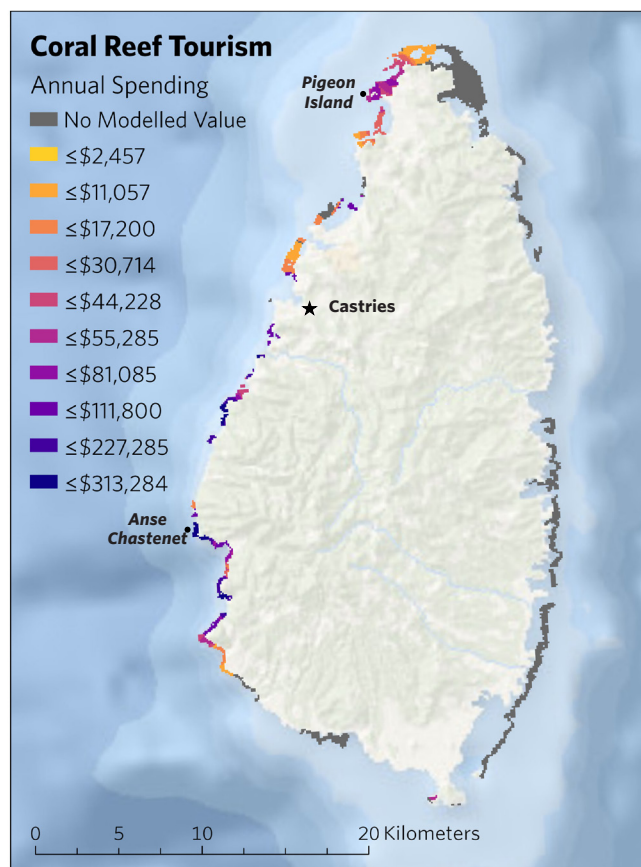 Coral Reef Tourism
Annual Spending
No Modelled Value
≤$2,457
≤$11,057
≤$17,200
≤$30,714
≤$44,228
≤$55,285
≤$81,085
≤$111,800
≤$227,285
≤$313,284
Pigeon
Island
Castries
Anse
Chastenet
0 5 10 20 Kilometers